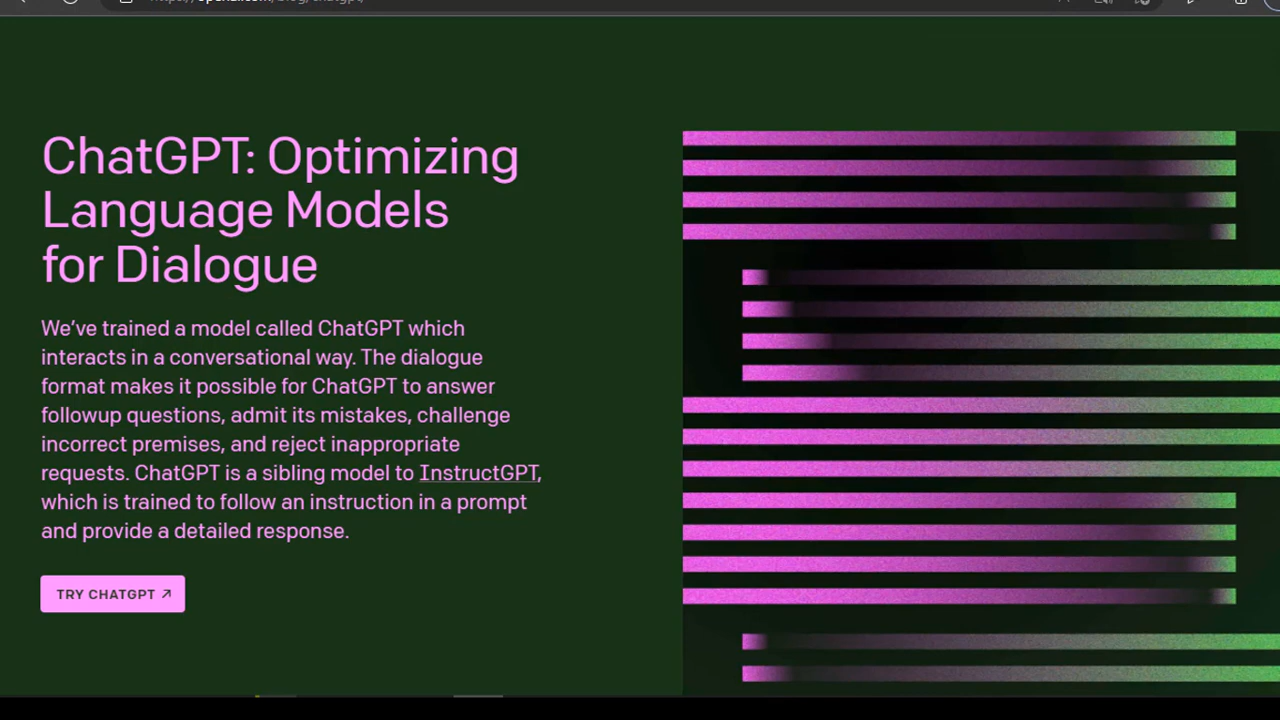 ChatGPT: Optimizing
Language Models
for Dialogue
We’ve trained a model called ChatGPT which
interacts in a conversational way. The dialogue
format makes it possible for ChatGPT to answer
followup questions, admit its mistakes, challenge
incorrect premises, and reject inappropriate
requests. ChatGPT is a sibling model to InstructGPT,
which is trained to follow an instruction in a prompt
and provide a detailed response.
TRY CHATGPT ↗